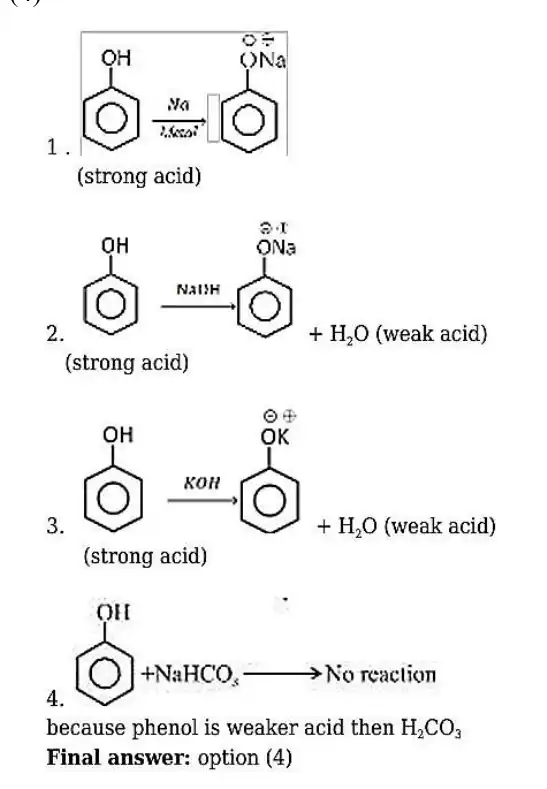 OH
ONa
Na
Metal
1 .
(strong acid)
OH
⊖
ONa
NaOH
2.
+ H₂O (weak acid)
(strong acid)
⊖ ⊕
OH
OK
KOH
3.
+ H₂O (weak acid)
(strong acid)
OH
+NaHCO₃ → No reaction
4.
because phenol is weaker acid then H₂CO₃
Final answer: option (4)